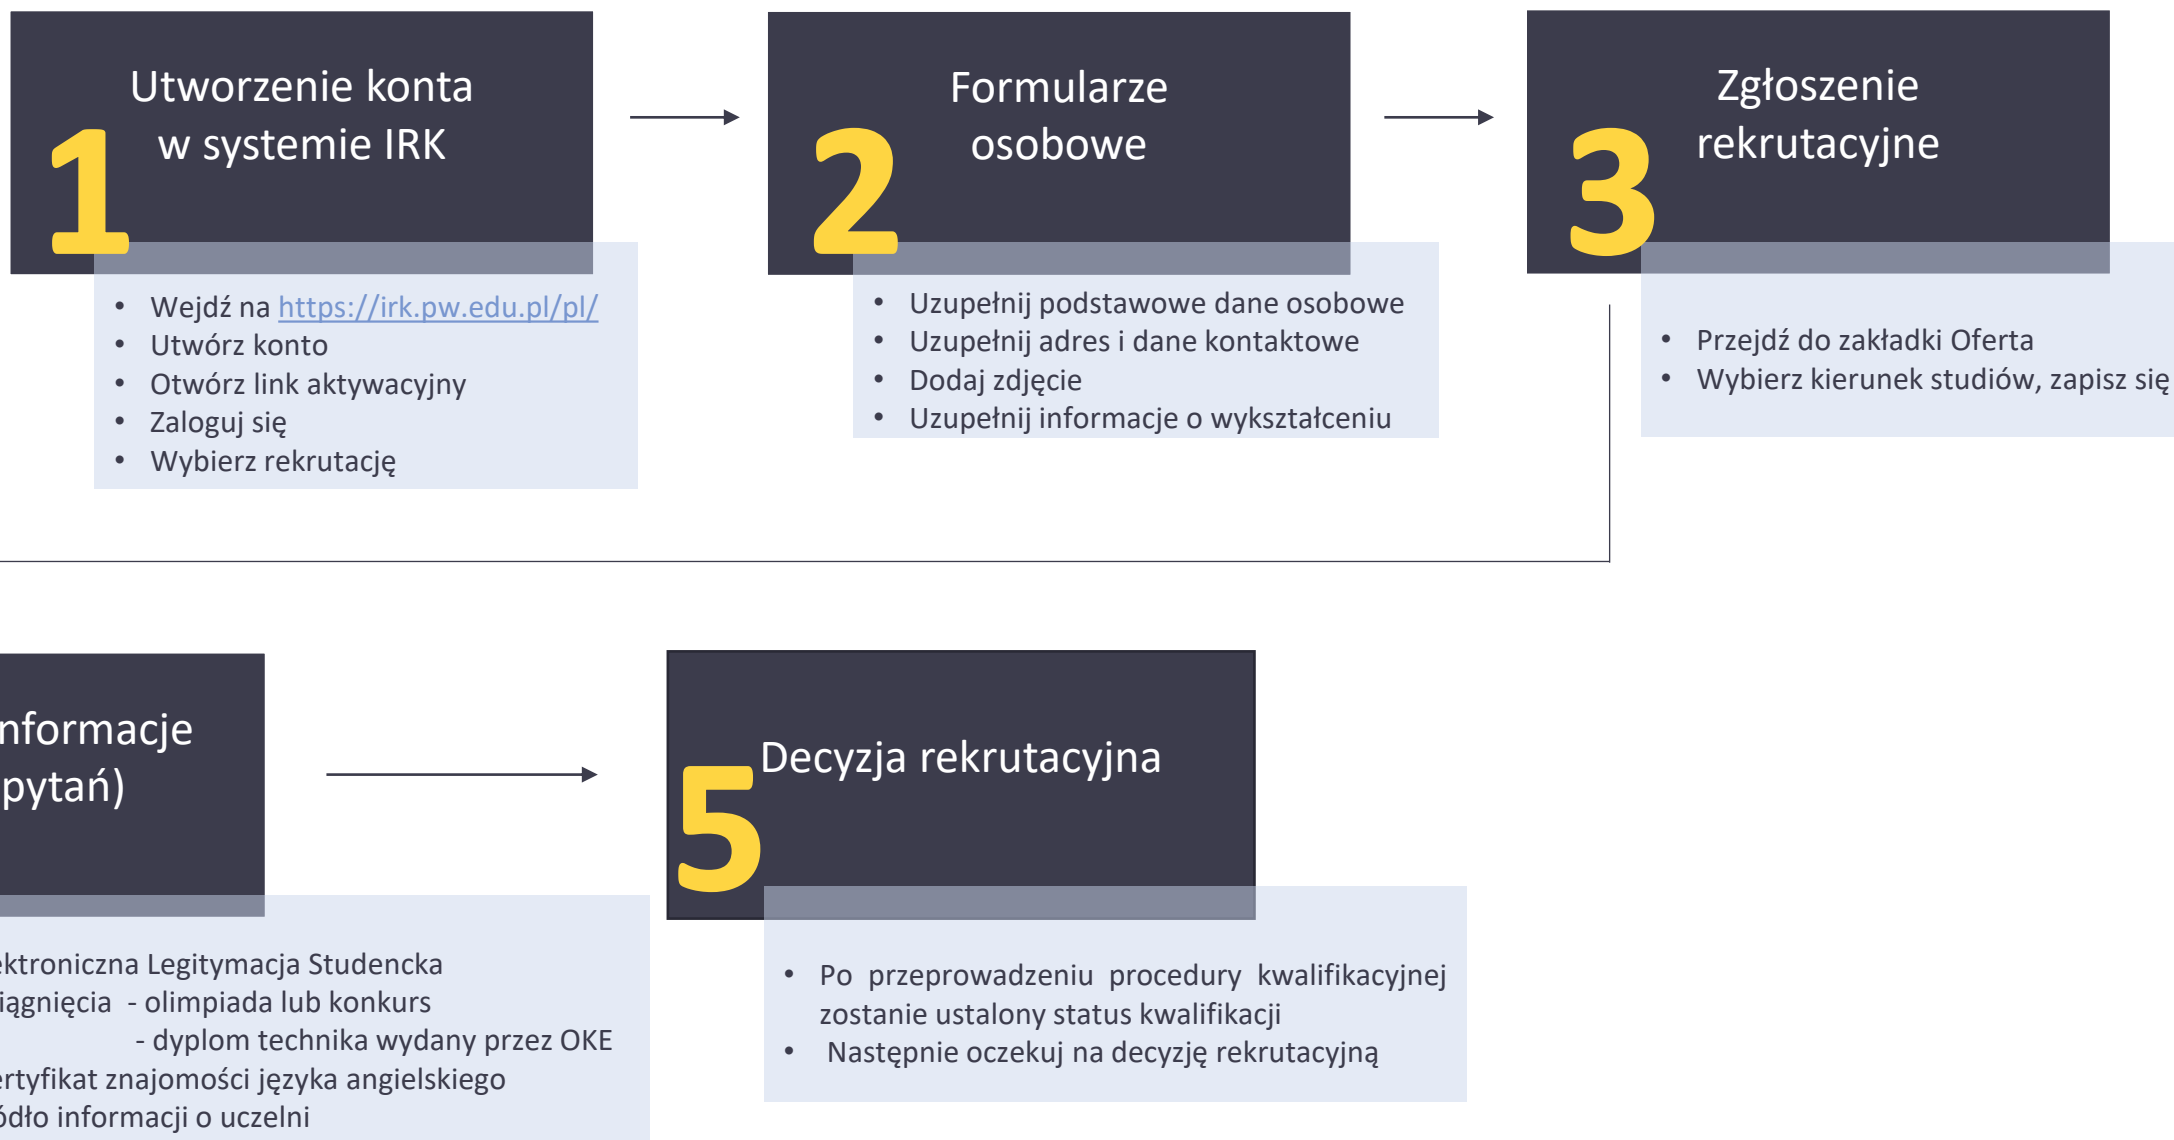 Utworzenie konta
w systemie IRK
1
• Wejdź na https://irk.pw.edu.pl/pl/
• Utwórz konto
• Otwórz link aktywacyjny
• Zaloguj się
• Wybierz rekrutację
Formularze
osobowe
2
• Uzupełnij podstawowe dane osobowe
• Uzupełnij adres i dane kontaktowe
• Dodaj zdjęcie
• Uzupełnij informacje o wykształceniu
Zgłoszenie
rekrutacyjne
3
• Przejdź do zakładki Oferta
• Wybierz kierunek studiów, zapisz się
nformacje
pytań)
ektroniczna Legitymacja Studencka
iągnięcia - olimpiada lub konkurs
- dyplom technika wydany przez OKE
ertyfikat znajomości języka angielskiego
ódło informacji o uczelni
Decyzja rekrutacyjna
5
• Po przeprowadzeniu procedury kwalifikacyjnej
zostanie ustalony status kwalifikacji
• Następnie oczekuj na decyzję rekrutacyjną